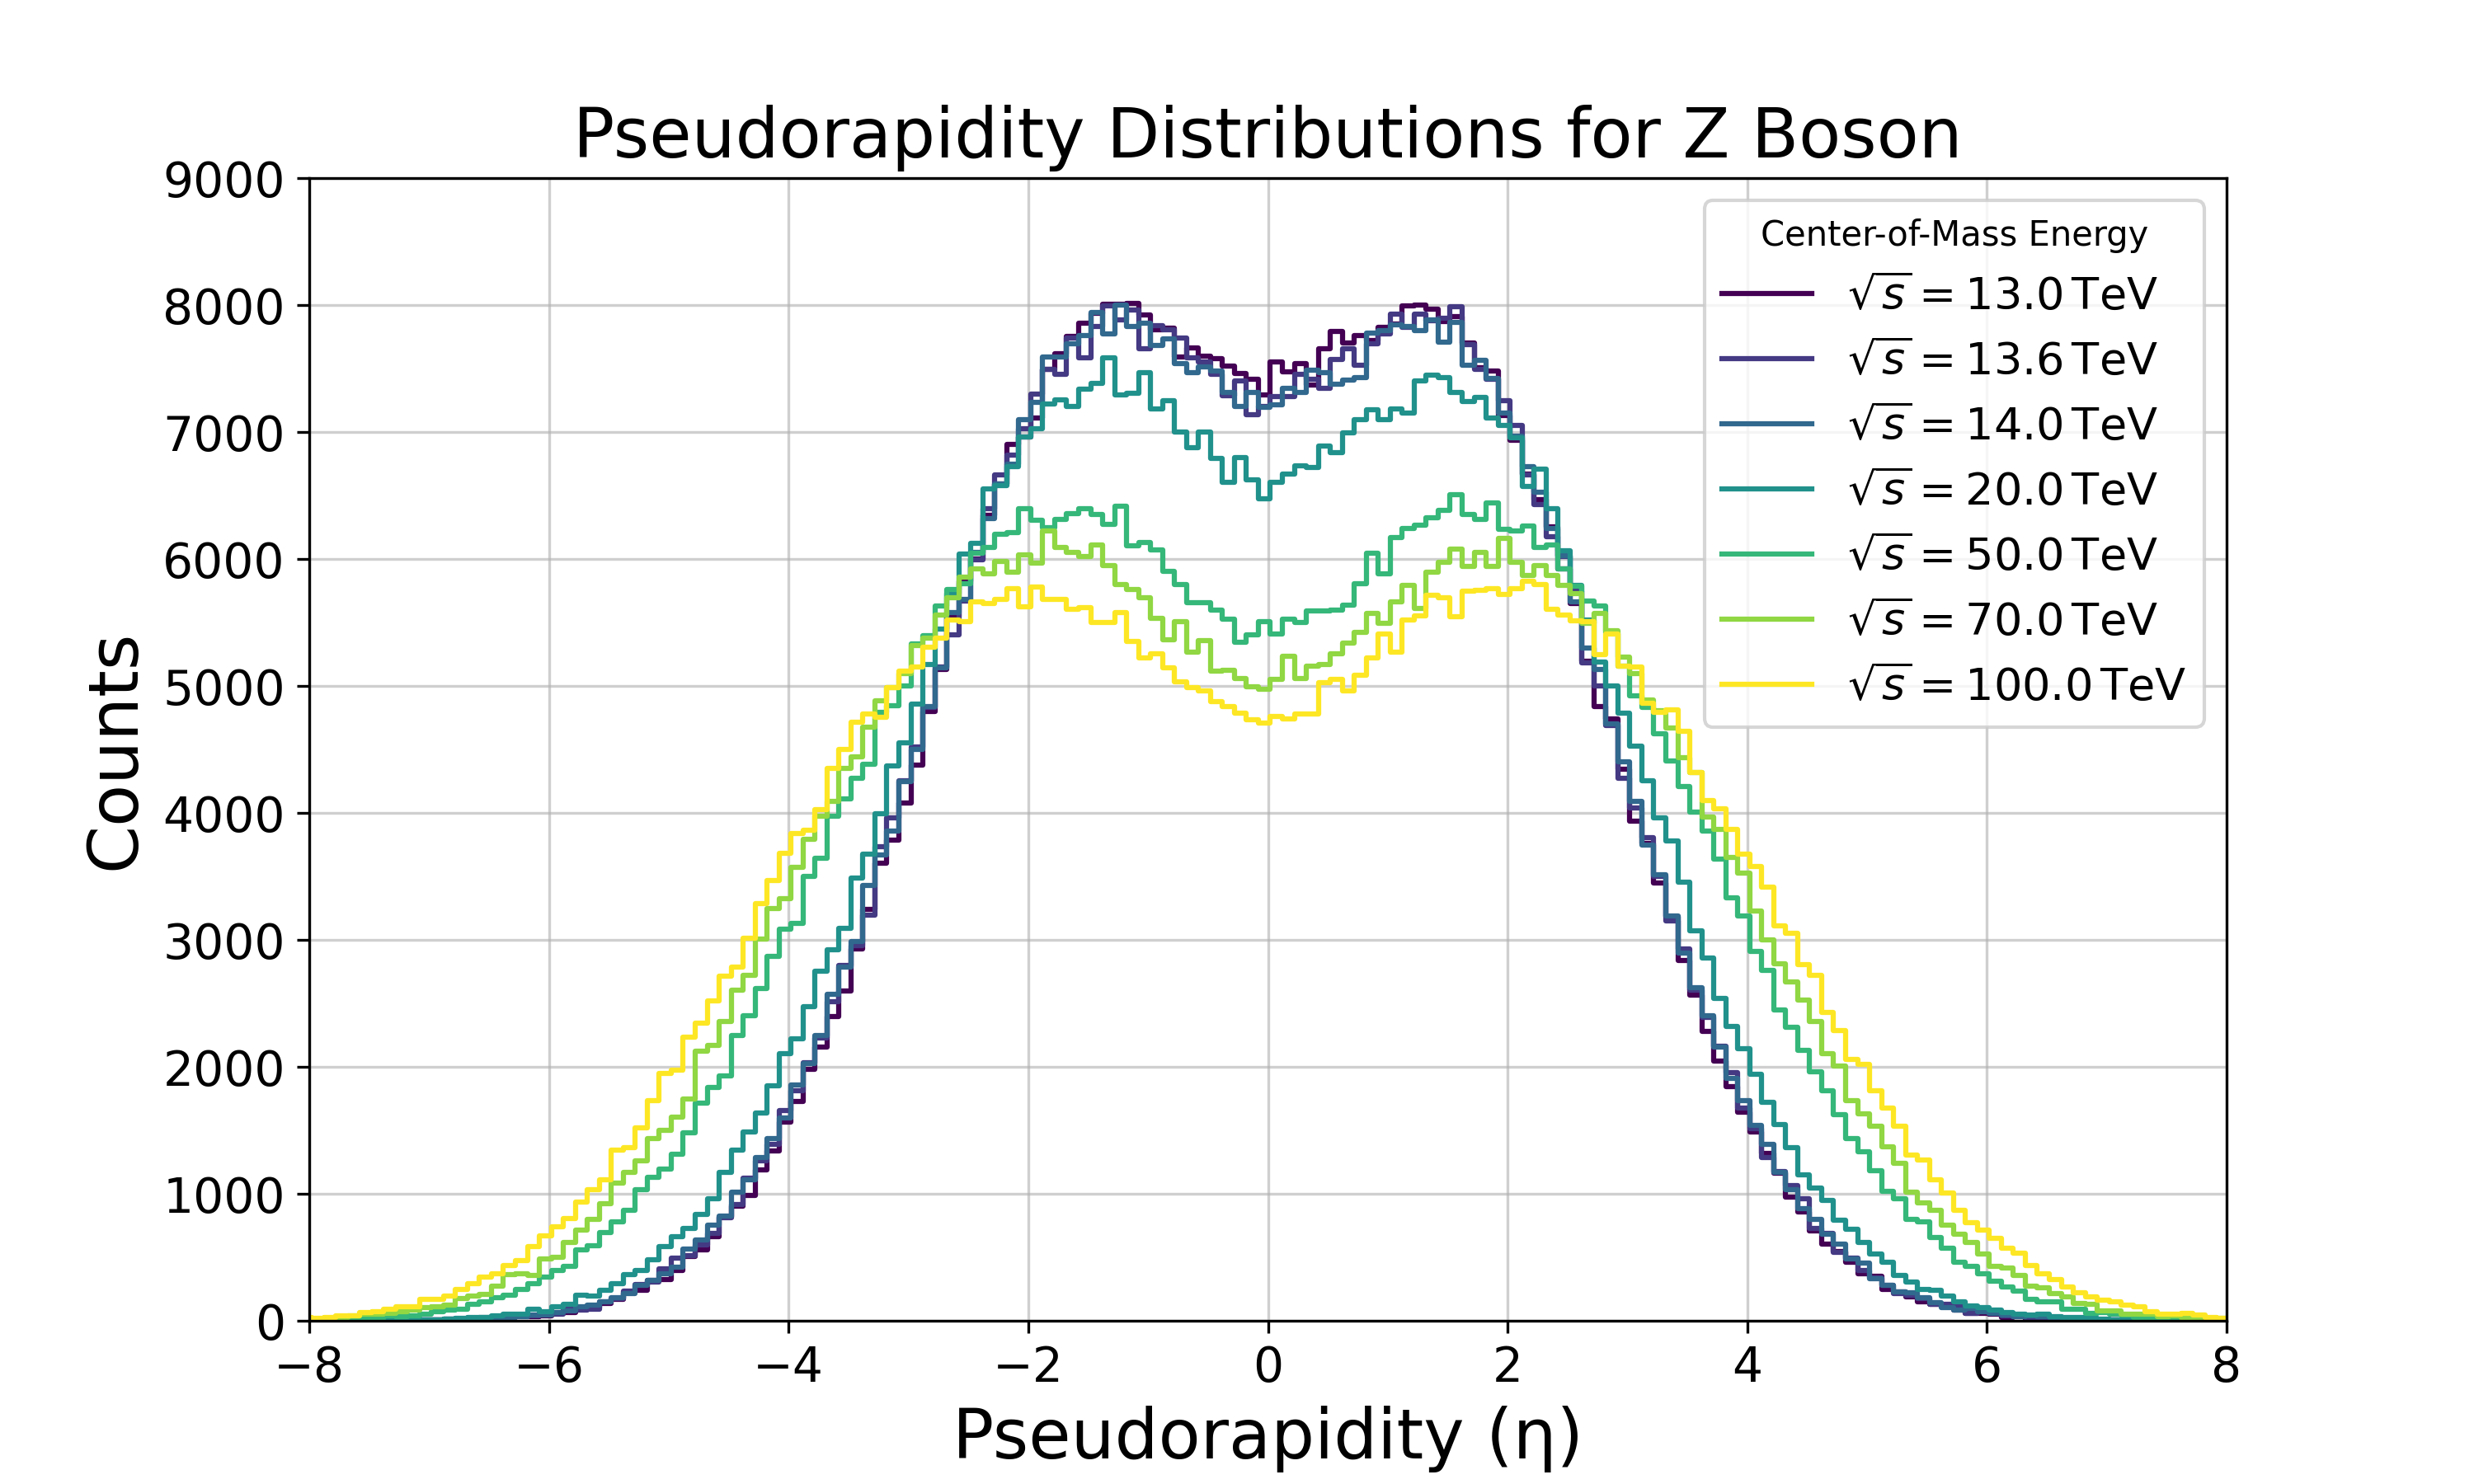 Pseudorapidity Distributions for Z Boson
9000
8000
7000
6000
5000
4000
3000
2000
1000
0
Counts
Center-of-Mass Energy
√s = 13.0 TeV
√s = 13.6 TeV
√s = 14.0 TeV
√s = 20.0 TeV
√s = 50.0 TeV
√s = 70.0 TeV
√s = 100.0 TeV
−8 −6 −4 −2 0 2 4 6 8
Pseudorapidity (η)